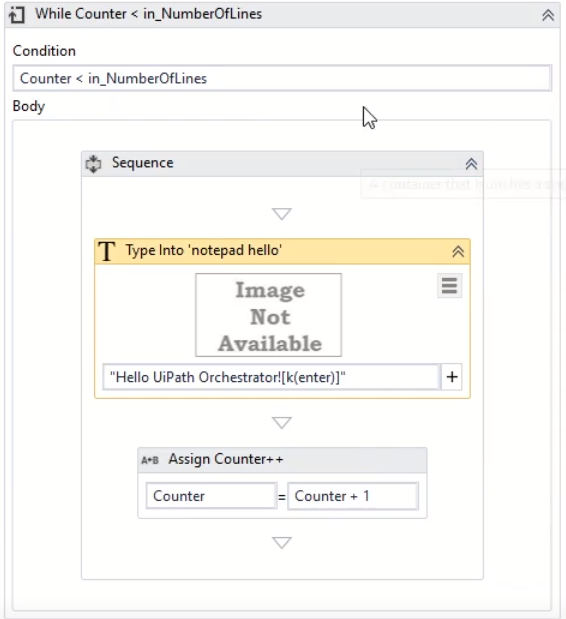 While Counter < in_NumberOfLines
Condition
Counter < in_NumberOfLines
Body
Sequence
T Type Into 'notepad hello'
Image
Not
Available
"Hello UiPath Orchestrator![k(enter)]" +
A+B Assign Counter++
Counter = Counter + 1